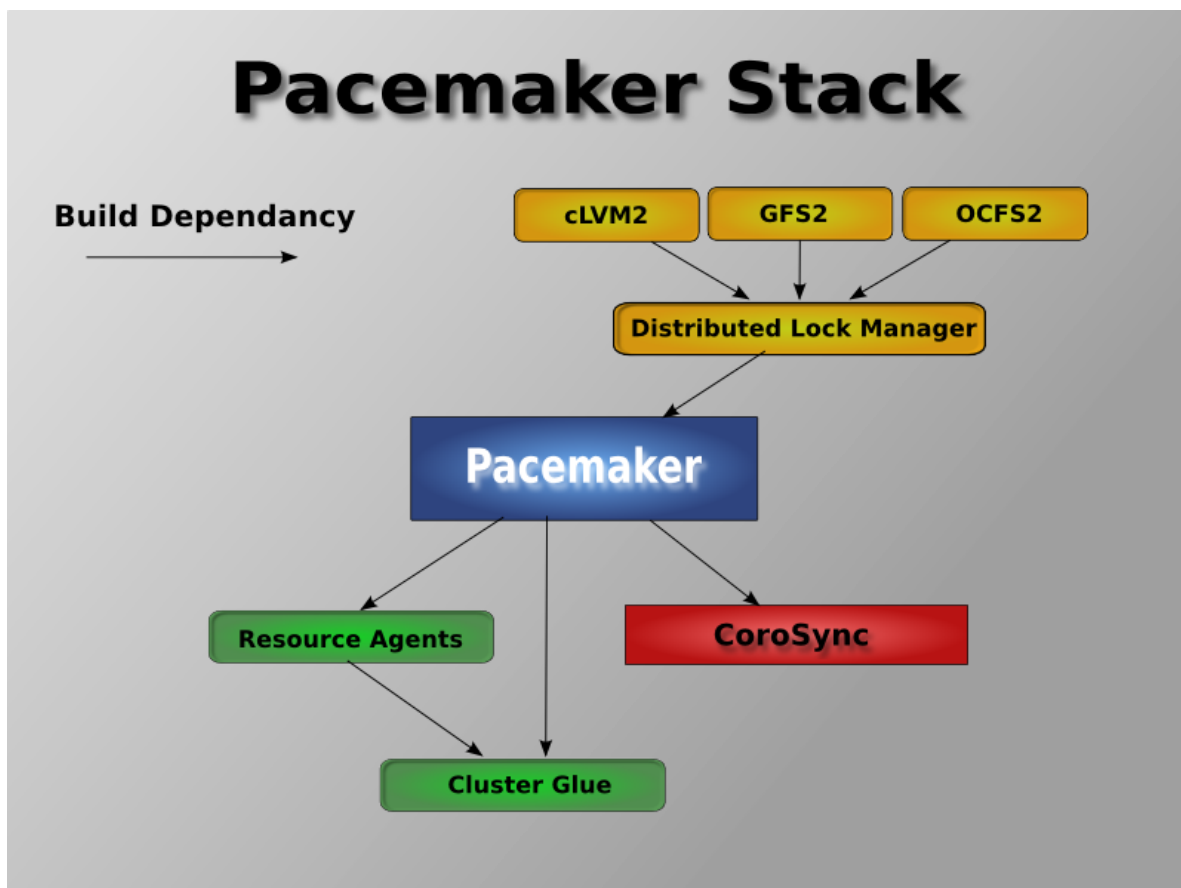 Pacemaker Stack
Build Dependancy
cLVM2
GFS2
OCFS2
Distributed Lock Manager
Pacemaker
Resource Agents
CoroSync
Cluster Glue